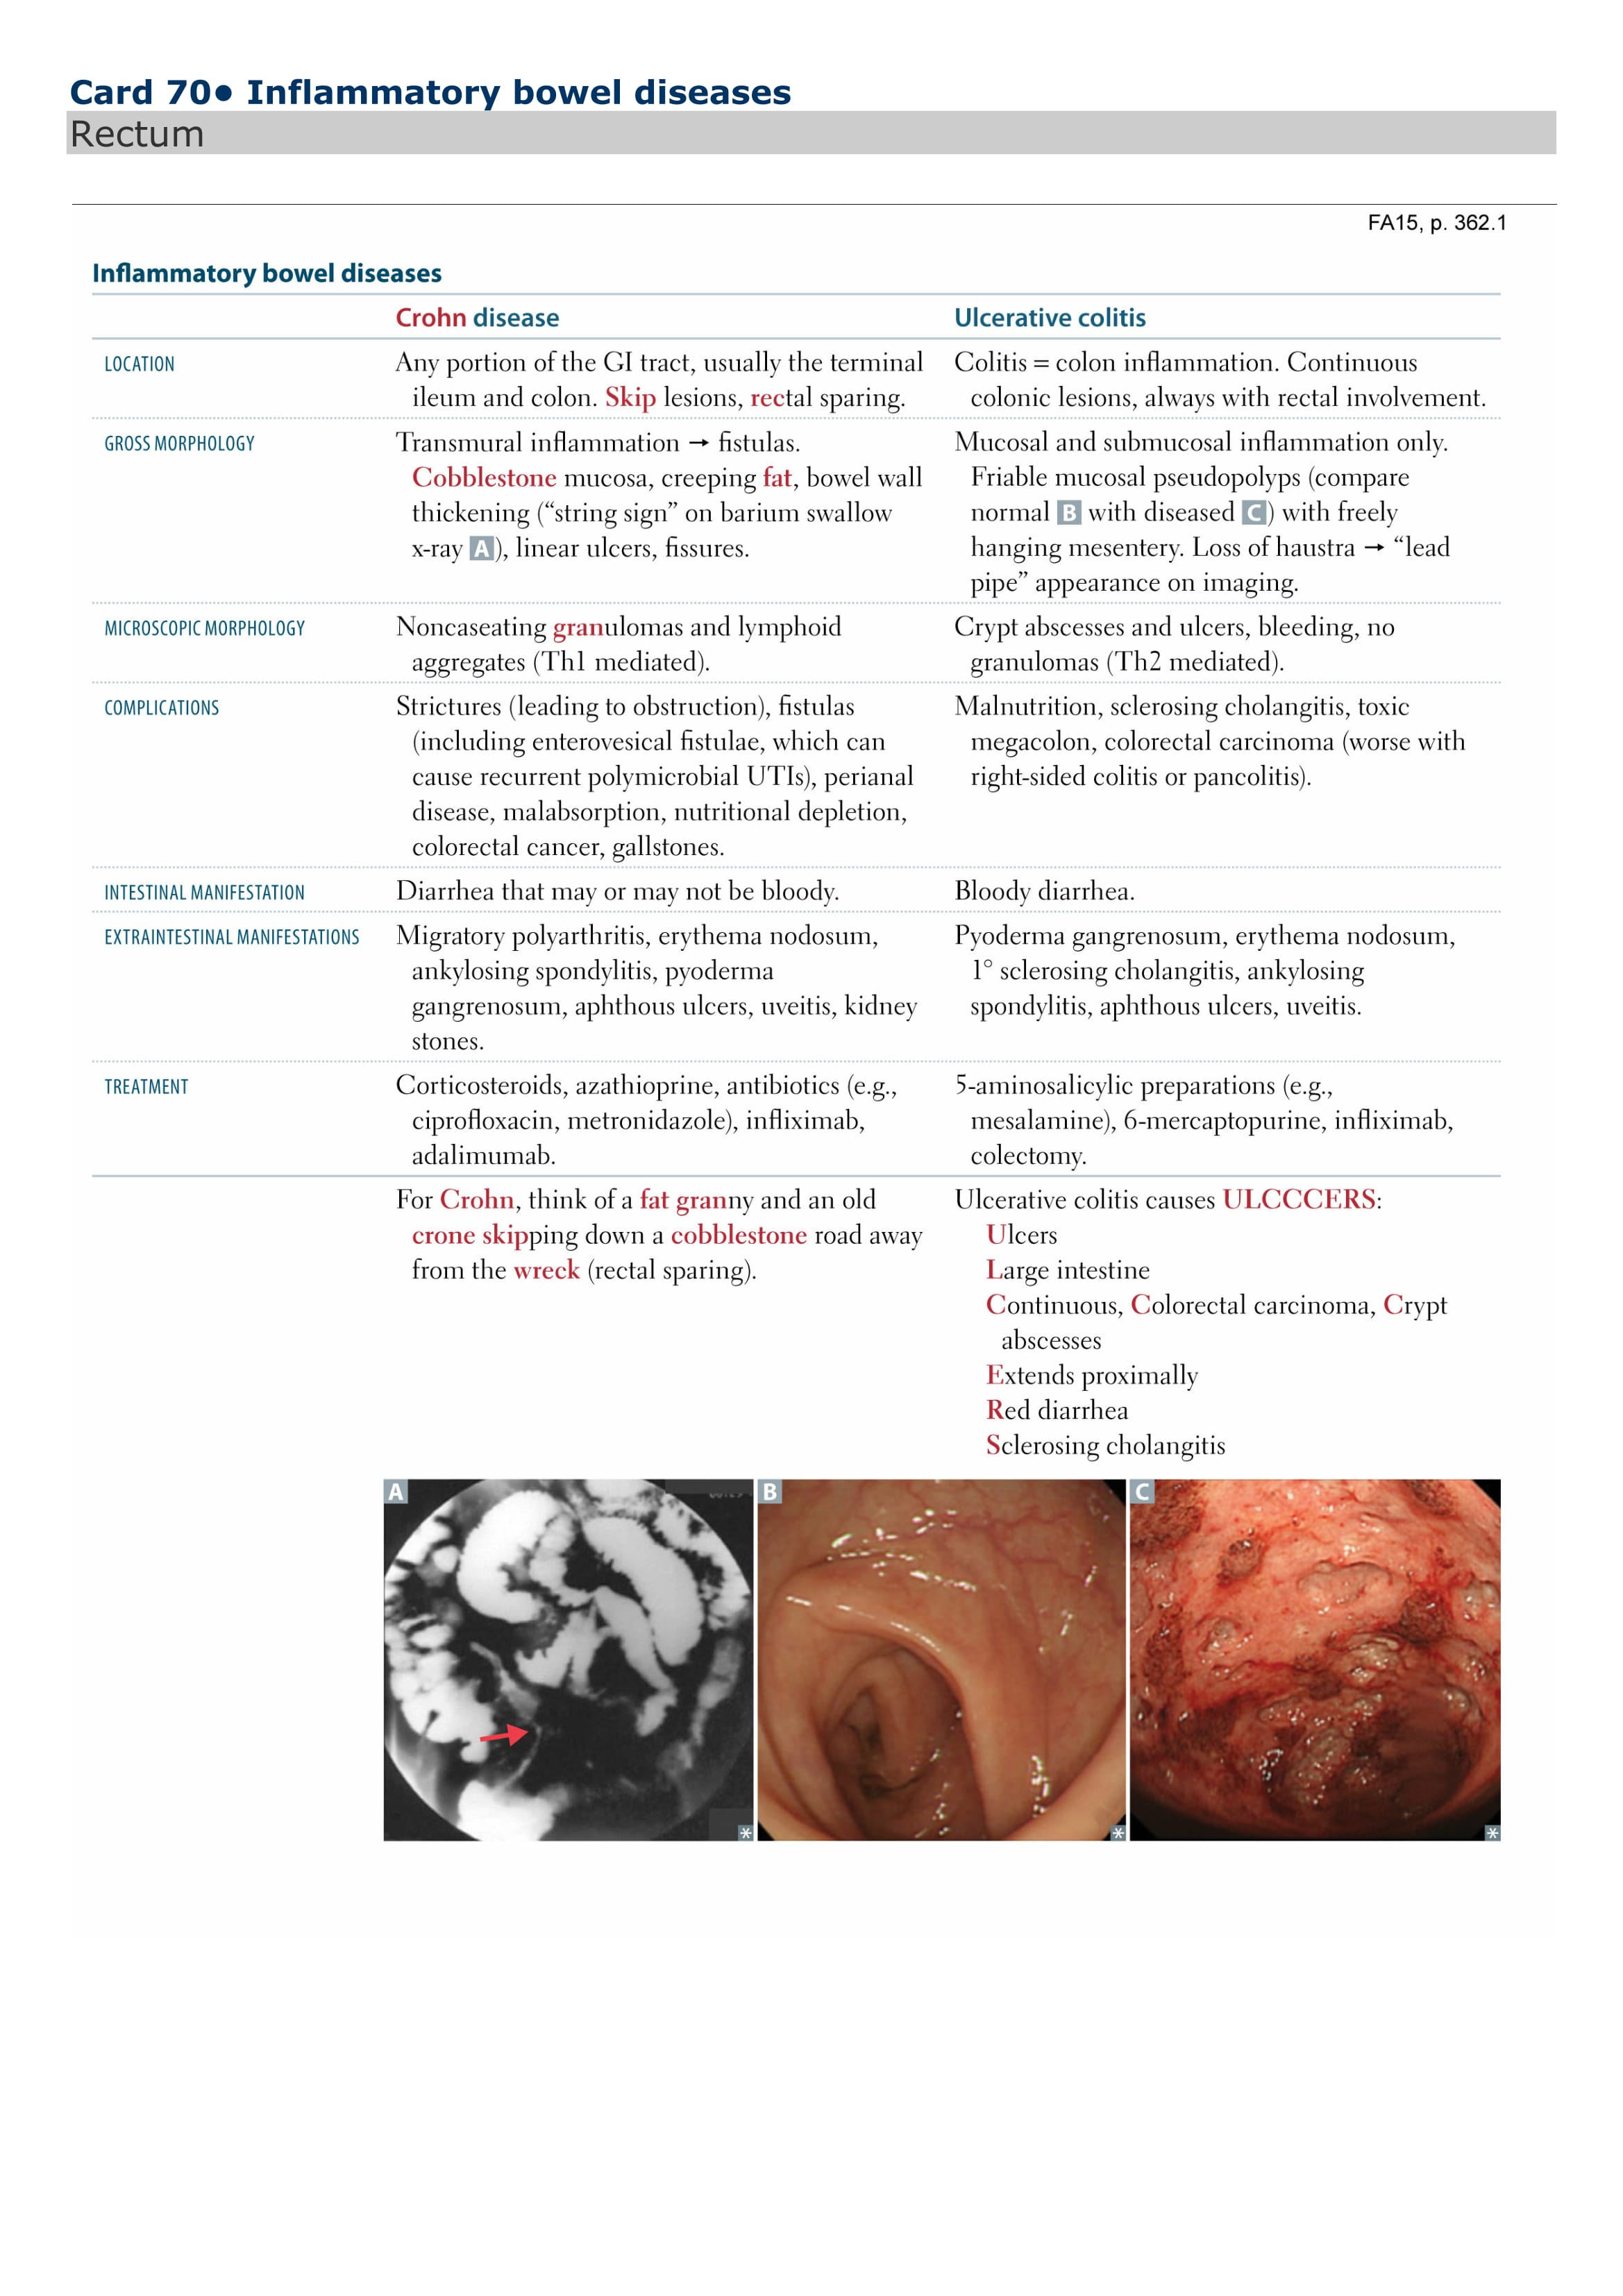 Card 70● Inflammatory bowel diseases
Rectum
FA15, p. 362.1
Inflammatory bowel diseases
Crohn disease
Ulcerative colitis
LOCATION
Any portion of the GI tract, usually the terminal
ileum and colon. Skip lesions, rectal sparing.
Colitis = colon inflammation. Continuous
colonic lesions, always with rectal involvement.
GROSS MORPHOLOGY
Transmural inflammation → fistulas.
Cobblestone mucosa, creeping fat, bowel wall
thickening (“string sign” on barium swallow
x-ray A), linear ulcers, fissures.
Mucosal and submucosal inflammation only.
Friable mucosal pseudopolyps (compare
normal B with diseased C) with freely
hanging mesentery. Loss of haustra → “lead
pipe” appearance on imaging.
MICROSCOPIC MORPHOLOGY
Noncaseating granulomas and lymphoid
aggregates (Th1 mediated).
Crypt abscesses and ulcers, bleeding, no
granulomas (Th2 mediated).
COMPLICATIONS
Strictures (leading to obstruction), fistulas
(including enterovesical fistulae, which can
cause recurrent polymicrobial UTIs), perianal
disease, malabsorption, nutritional depletion,
colorectal cancer, gallstones.
Malnutrition, sclerosing cholangitis, toxic
megacolon, colorectal carcinoma (worse with
right-sided colitis or pancolitis).
INTESTINAL MANIFESTATION
Diarrhea that may or may not be bloody.
Bloody diarrhea.
EXTRAINTESTINAL MANIFESTATIONS
Migratory polyarthritis, erythema nodosum,
ankylosing spondylitis, pyoderma
gangrenosum, aphthous ulcers, uveitis, kidney
stones.
Pyoderma gangrenosum, erythema nodosum,
1° sclerosing cholangitis, ankylosing
spondylitis, aphthous ulcers, uveitis.
TREATMENT
Corticosteroids, azathioprine, antibiotics (e.g.,
ciprofloxacin, metronidazole), infliximab,
adalimumab.
5-aminosalicylic preparations (e.g.,
mesalamine), 6-mercaptopurine, infliximab,
colectomy.
For Crohn, think of a fat granny and an old
crone skipping down a cobblestone road away
from the wreck (rectal sparing).
Ulcerative colitis causes ULCCCERS:
Ulcers
Large intestine
Continuous, Colorectal carcinoma, Crypt
abscesses
Extends proximally
Red diarrhea
Sclerosing cholangitis
A
B
C